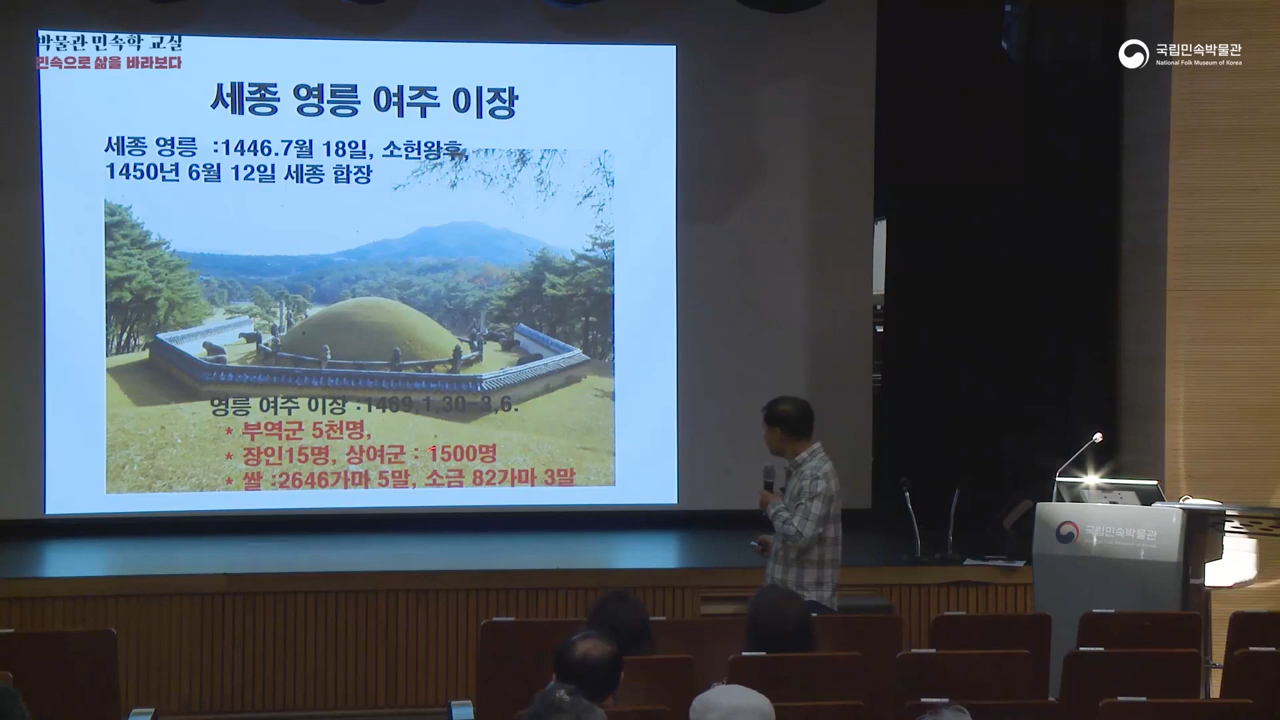 박물관 민속학 교실
민속으로 삶을 바라보다
국립민속박물관
National Folk Museum of Korea
세종 영릉 여주 이장
세종 영릉 :1446.7월 18일, 소헌왕후,
1450년 6월 12일 세종 합장
영릉 여주 이장 :1469.1.30-3.6.
* 부역군 5천명,
* 장인15명, 상여군 : 1500명
* 쌀 :2646가마 5말, 소금 82가마 3말
국립민속박물관
National Folk Museum of Korea